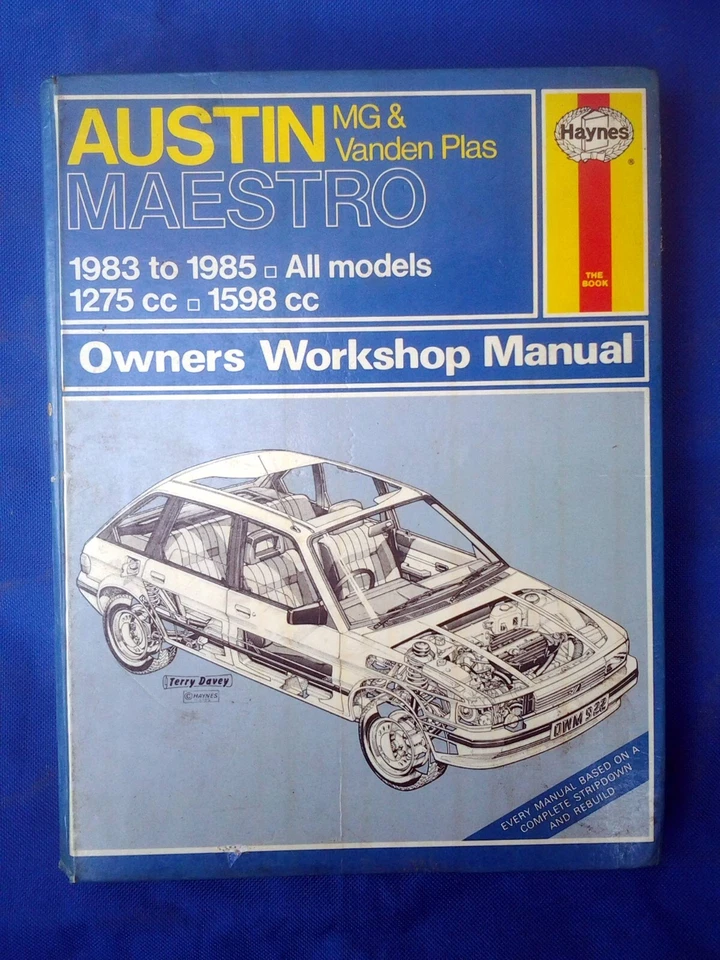 AUSTIN MG &
Vanden Plas
MAESTRO
1983 to 1985 □ All models
1275 cc □ 1598 cc
Haynes
®
THE
BOOK
Owners Workshop Manual
Terry Davey
© HAYNES
OWM 922
EVERY MANUAL BASED ON A
COMPLETE STRIPDOWN
AND REBUILD